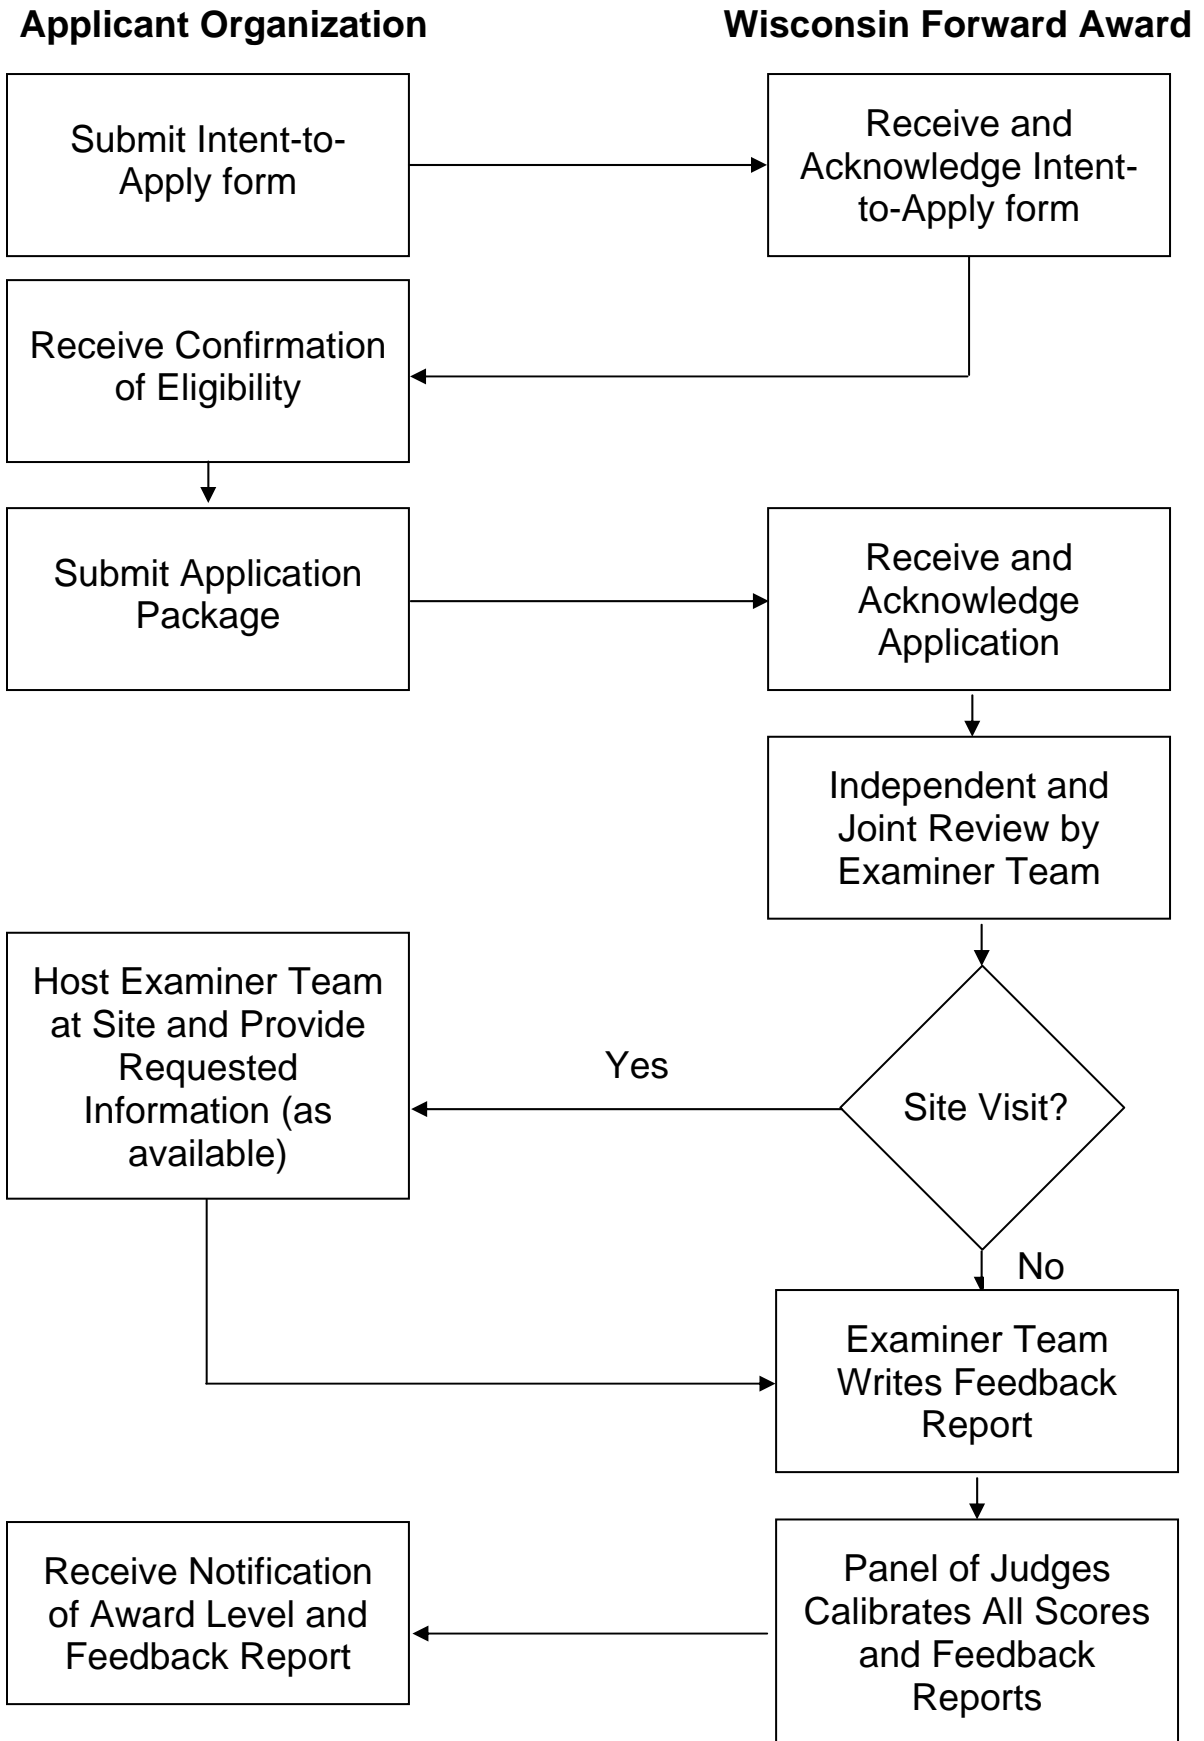 Applicant Organization
Wisconsin Forward Award
Submit Intent-to-
Apply form
Receive and
Acknowledge Intent-
to-Apply form
Receive Confirmation
of Eligibility
Submit Application
Package
Receive and
Acknowledge
Application
Independent and
Joint Review by
Examiner Team
Site Visit?
Yes
Host Examiner Team
at Site and Provide
Requested
Information (as
available)
No
Examiner Team
Writes Feedback
Report
Panel of Judges
Calibrates All Scores
and Feedback
Reports
Receive Notification
of Award Level and
Feedback Report